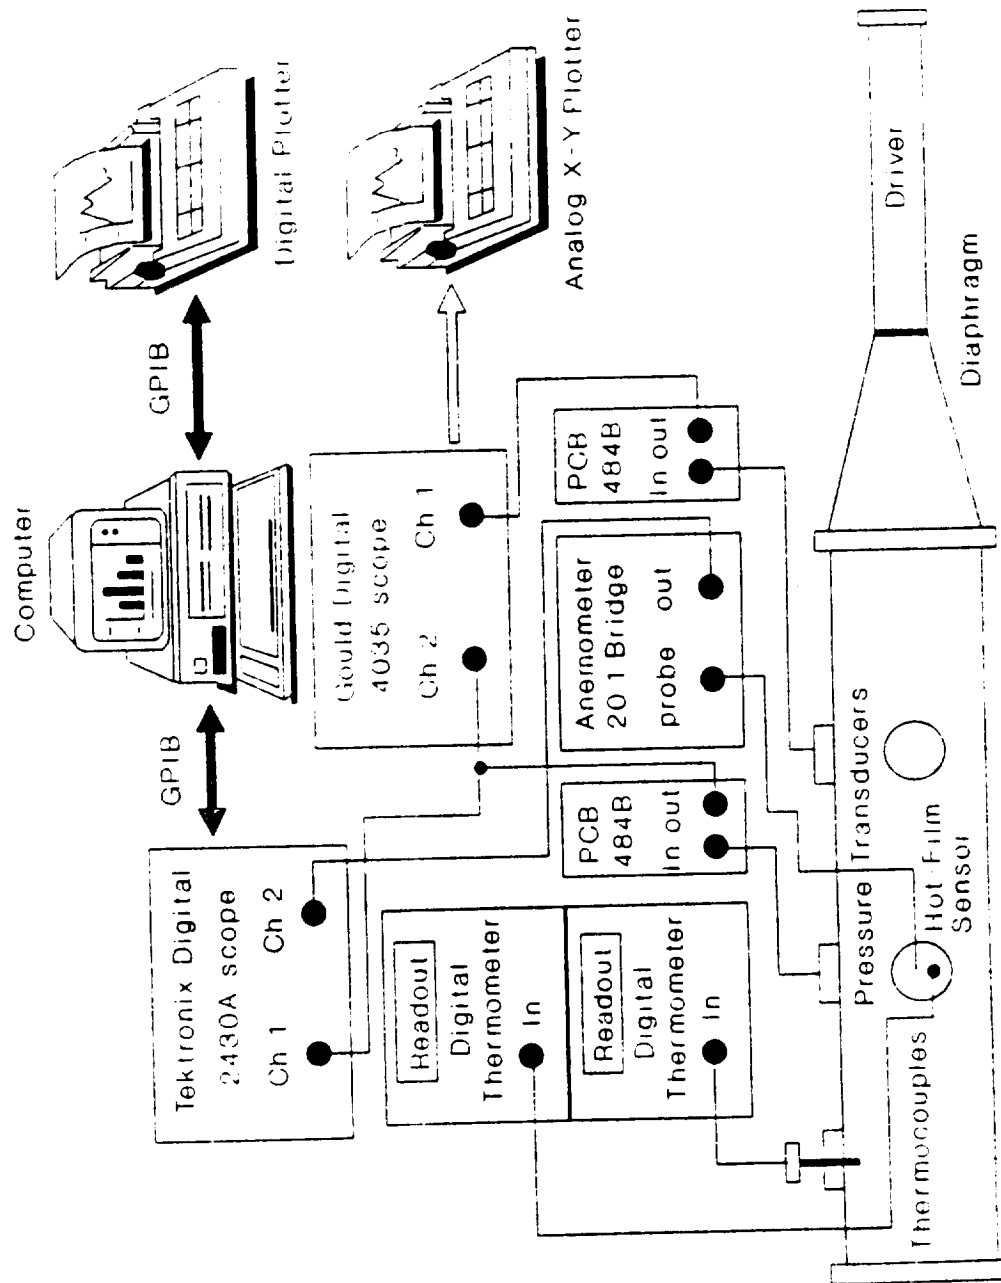 Computer
GPIB
GPIB
Digital Plotter
Tektronix Digital
2430A scope
Ch 1
Ch 2
Gould Digital
4035 scope
Ch 2
Ch 1
Analog X-Y Plotter
Readout
Digital
Thermometer
In
Readout
Digital
Thermometer
In
PCB
484B
In out
Anemometer
201 Bridge
probe out
PCB
484B
In out
Thermocouples
Pressure Transducers
Hot-Film
Sensor
Diaphragm
Driver